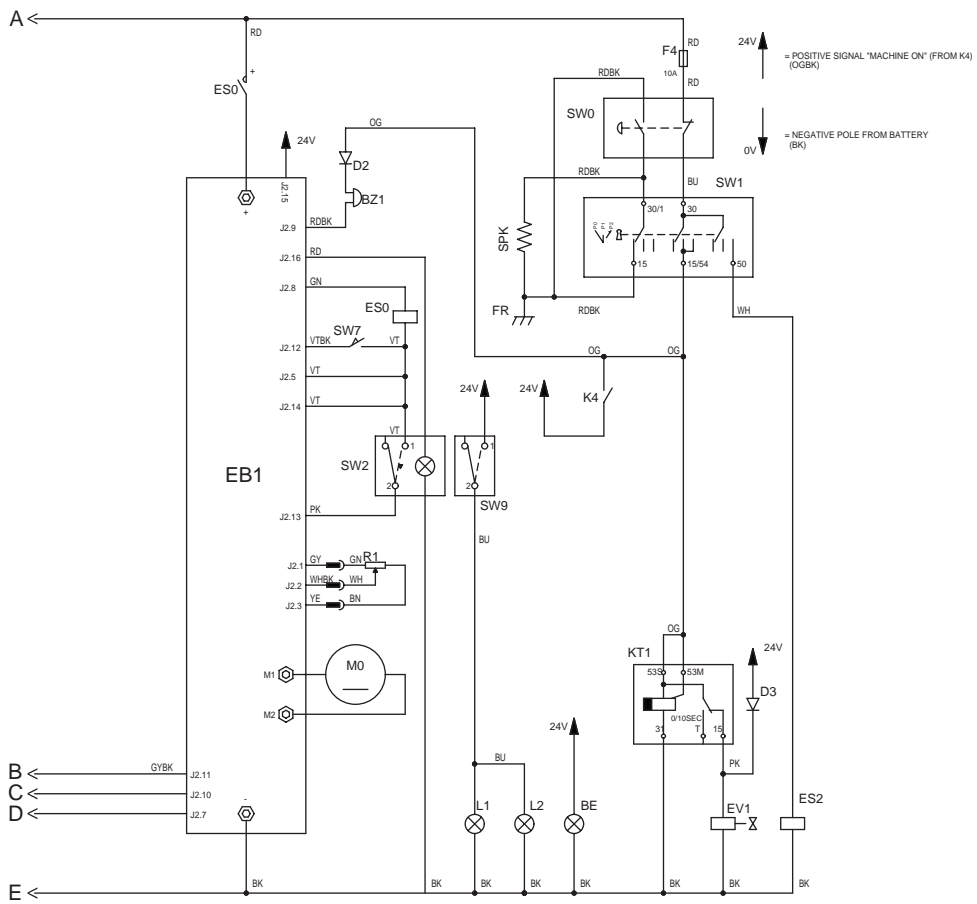 A
RD
RD
F4
10A
RD
24V
= POSITIVE SIGNAL "MACHINE ON" (FROM K4)
(OGBK)
= NEGATIVE POLE FROM BATTERY
(BK)
0V
ES0
+
RDBK
SW0
OG
24V
D2
RDBK
BU
SW1
J2.15
BZ1
30/1
30
+
J2.9
RDBK
P0
P1
P2
SPK
J2.16
RD
15
15/54
50
J2.8
GN
ES0
FR
RDBK
WH
SW7
J2.12
VTBK
VT
OG
OG
J2.5
VT
24V
24V
K4
J2.14
VT
VT
1
1
SW2
EB1
2
2
SW9
J2.13
PK
BU
J2.1
GY
GN
R1
J2.2
WHBK
WH
J2.3
YE
BN
OG
KT1
24V
M1
M0
53S
53M
D3
0/10SEC
M2
31
T
15
24V
BU
PK
B
GYBK
J2.11
C
J2.10
D
J2.7
-
L1
L2
BE
EV1
ES2
E
BK
BK
BK
BK
BK
BK
BK
BK